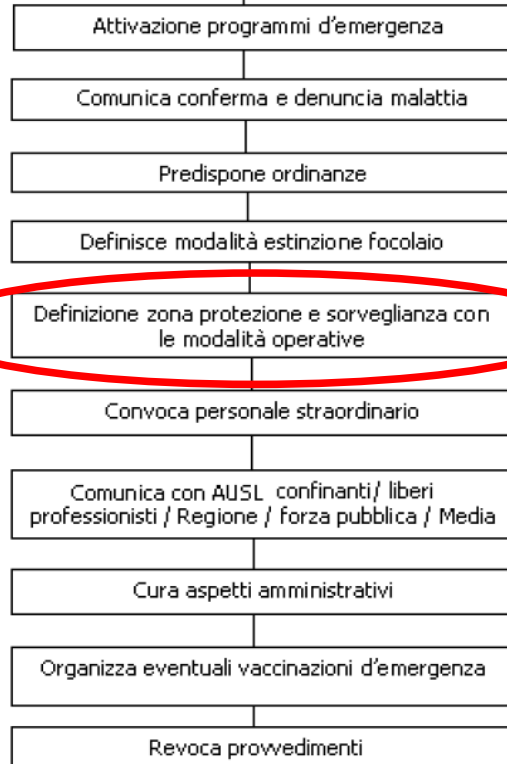 Attivazione programmi d'emergenza
Comunica conferma e denuncia malattia
Predispone ordinanze
Definisce modalità estinzione focolaio
Definizione zona protezione e sorveglianza con
le modalità operative
Convoca personale straordinario
Comunica con AUSL confinanti/ liberi
professionisti / Regione / forza pubblica / Media
Cura aspetti amministrativi
Organizza eventuali vaccinazioni d'emergenza
Revoca provvedimenti